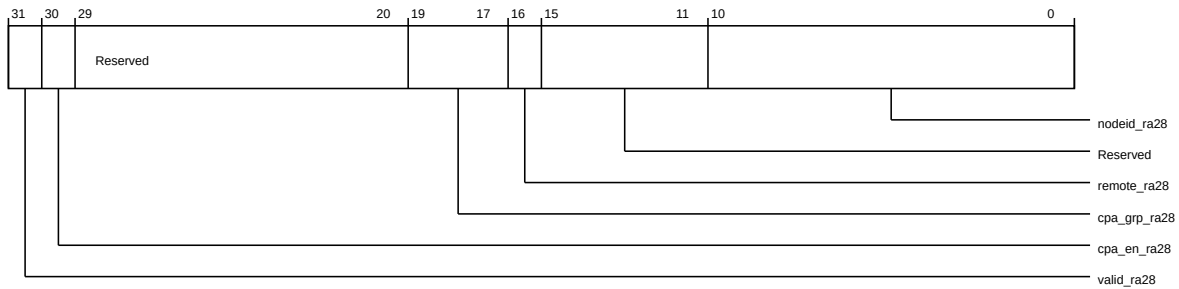 31 30 29 20 19 17 16 15 11 10 0
Reserved
nodeid_ra28
Reserved
remote_ra28
cpa_grp_ra28
cpa_en_ra28
valid_ra28